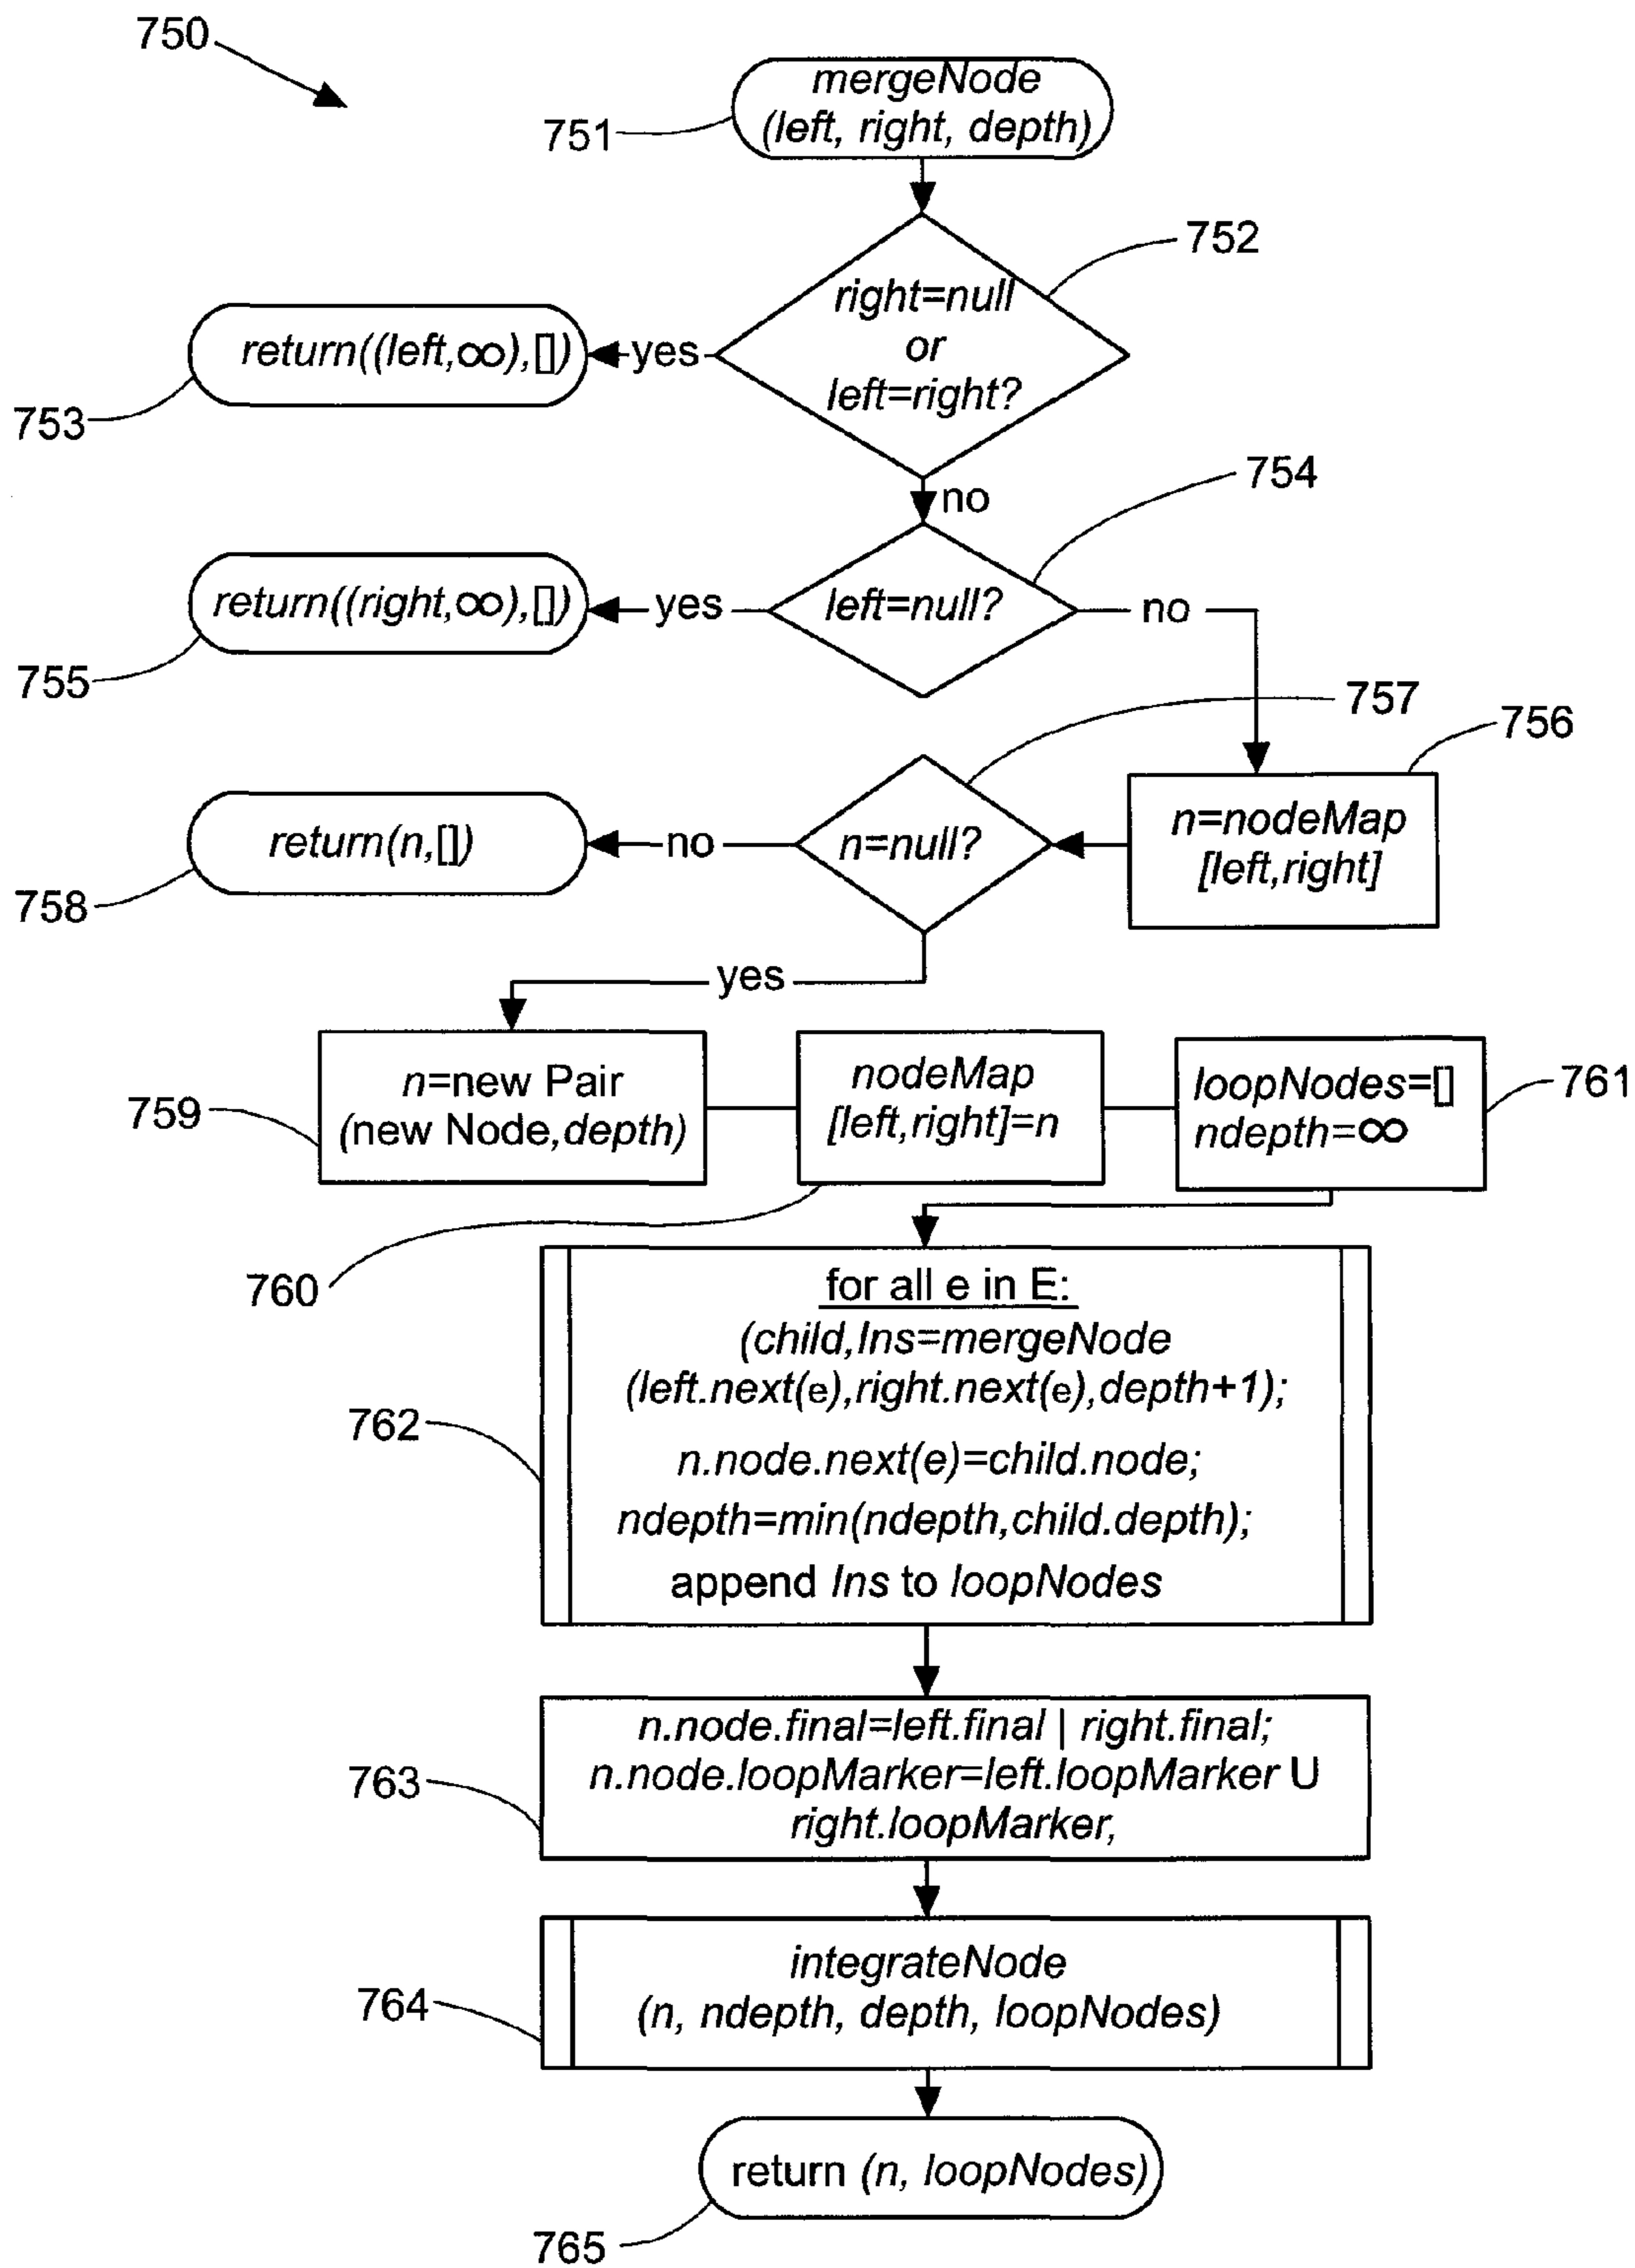 750
mergeNode
(left, right, depth)
751
752
right=null
or
left=right?
yes
return((left,∞),[])
753
no
754
left=null?
yes
return((right,∞),[])
755
no
757
756
n=nodeMap
[left,right]
n=null?
no
return(n,[])
758
yes
n=new Pair
(new Node,depth)
759
nodeMap
[left,right]=n
760
loopNodes=[]
ndepth=∞
761
for all e in E:
(child,lns=mergeNode
(left.next(e),right.next(e),depth+1);
n.node.next(e)=child.node;
ndepth=min(ndepth,child.depth);
append lns to loopNodes
762
n.node.final=left.final | right.final;
n.node.loopMarker=left.loopMarker U
right.loopMarker,
763
integrateNode
(n, ndepth, depth, loopNodes)
764
return (n, loopNodes)
765